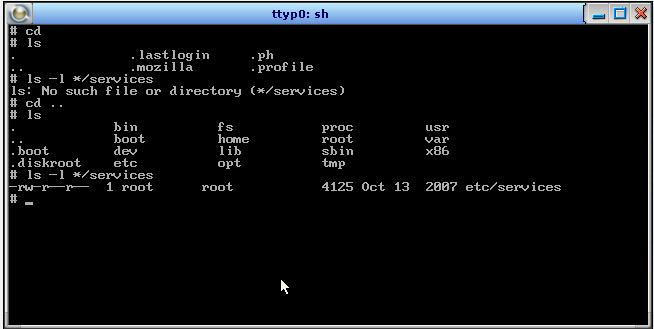 ttyp0: sh
# cd
# ls
. .lastlogin .ph
.. .mozilla .profile
# ls -l */services
ls: No such file or directory (*/services)
# cd ..
# ls
. bin fs proc usr
.. boot home root var
.boot dev lib sbin x86
.diskroot etc opt tmp
# ls -l */services
-rw-r--r-- 1 root root 4125 Oct 13 2007 etc/services
# _